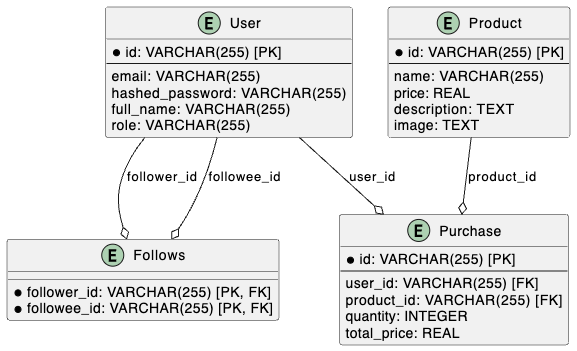 E User
● id: VARCHAR(255) [PK]
email: VARCHAR(255)
hashed_password: VARCHAR(255)
full_name: VARCHAR(255)
role: VARCHAR(255)
E Product
● id: VARCHAR(255) [PK]
name: VARCHAR(255)
price: REAL
description: TEXT
image: TEXT
follower_id
followee_id
user_id
product_id
E Follows
● follower_id: VARCHAR(255) [PK, FK]
● followee_id: VARCHAR(255) [PK, FK]
E Purchase
● id: VARCHAR(255) [PK]
user_id: VARCHAR(255) [FK]
product_id: VARCHAR(255) [FK]
quantity: INTEGER
total_price: REAL